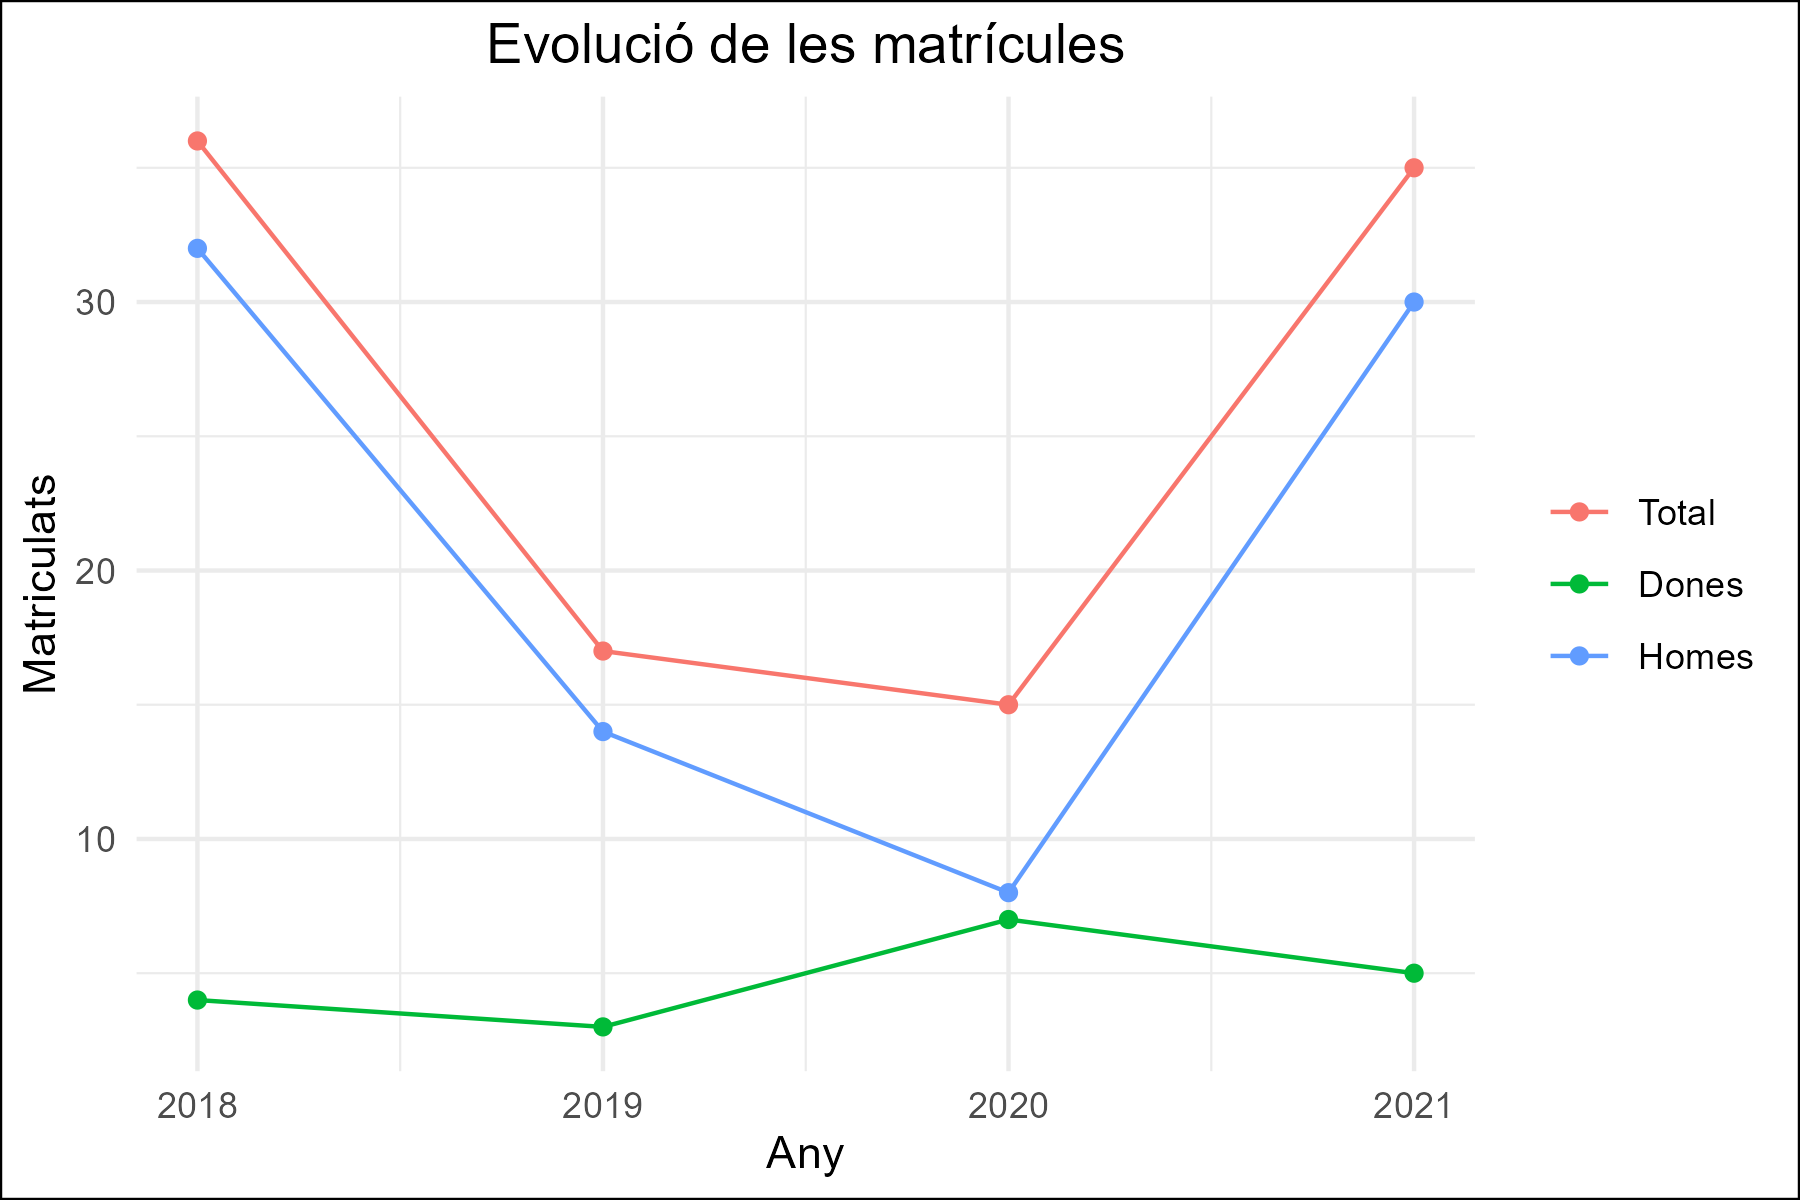 Evolució de les matrícules
Matriculats
30
20
10
2018
2019
2020
2021
Any
Total
Dones
Homes